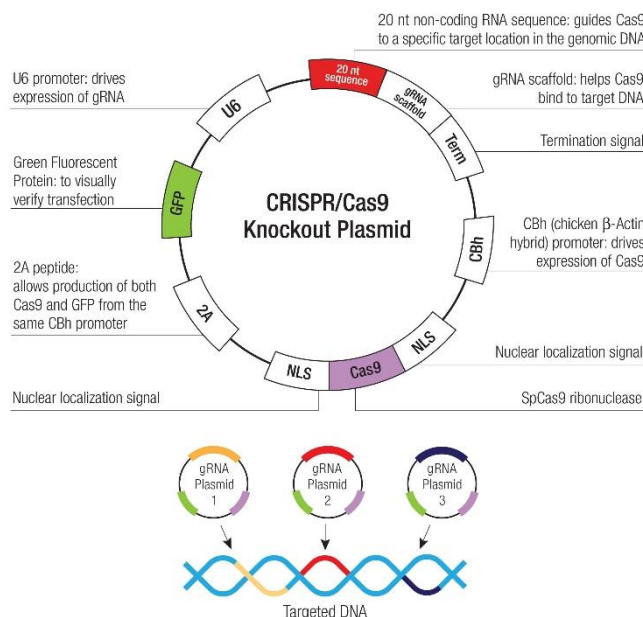 20 nt non-coding RNA sequence: guides Cas9
to a specific target location in the genomic DNA
U6 promoter: drives
expression of gRNA
20 nt
sequence
gRNA
scaffold
gRNA scaffold: helps Cas9
bind to target DNA
U6
Term
Termination signal
Green Fluorescent
Protein: to visually
verify transfection
GFP
CRISPR/Cas9
Knockout Plasmid
CBh
CBh (chicken β-Actin
hybrid) promoter: drives
expression of Cas9
2A peptide:
allows production of both
Cas9 and GFP from the
same CBh promoter
2A
NLS
Cas9
NLS
Nuclear localization signal
Nuclear localization signal
SpCas9 ribonuclease
gRNA
Plasmid
1
gRNA
Plasmid
2
gRNA
Plasmid
3
Targeted DNA